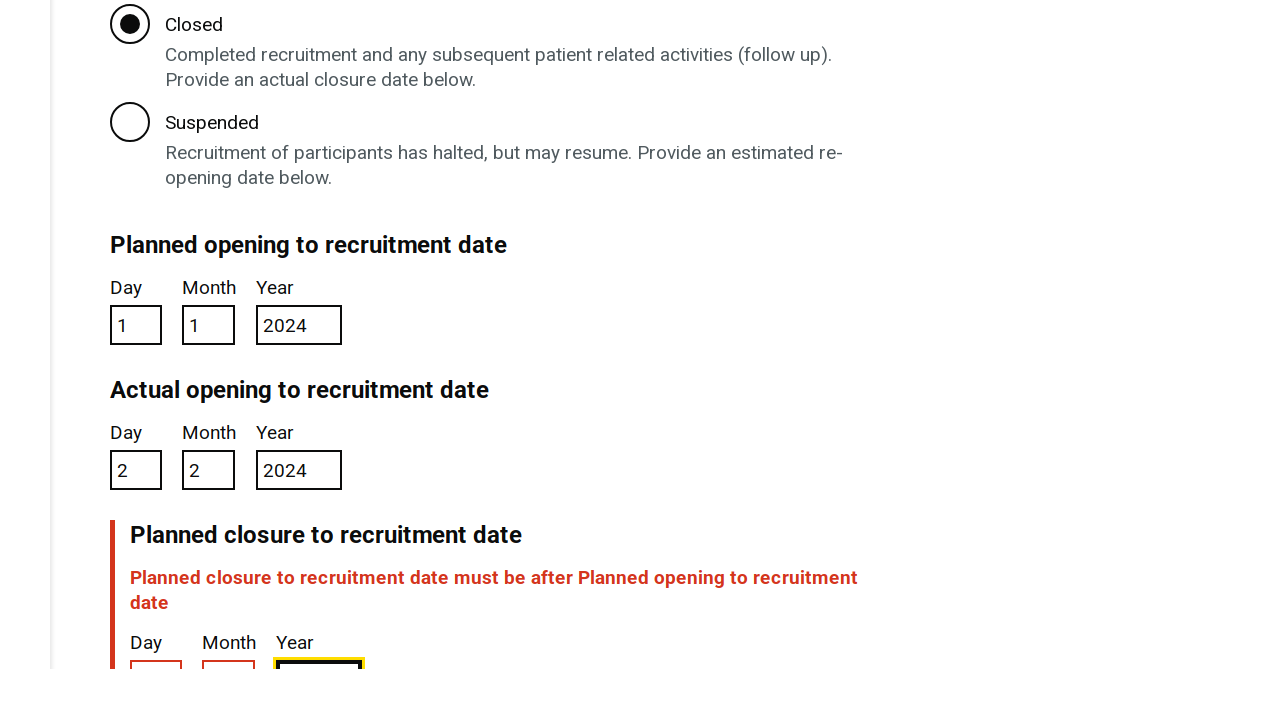 Closed
Completed recruitment and any subsequent patient related activities (follow up).
Provide an actual closure date below.
Suspended
Recruitment of participants has halted, but may resume. Provide an estimated re-
opening date below.
Planned opening to recruitment date
Day Month Year
1 1 2024
Actual opening to recruitment date
Day Month Year
2 2 2024
Planned closure to recruitment date
Planned closure to recruitment date must be after Planned opening to recruitment
date
Day Month Year